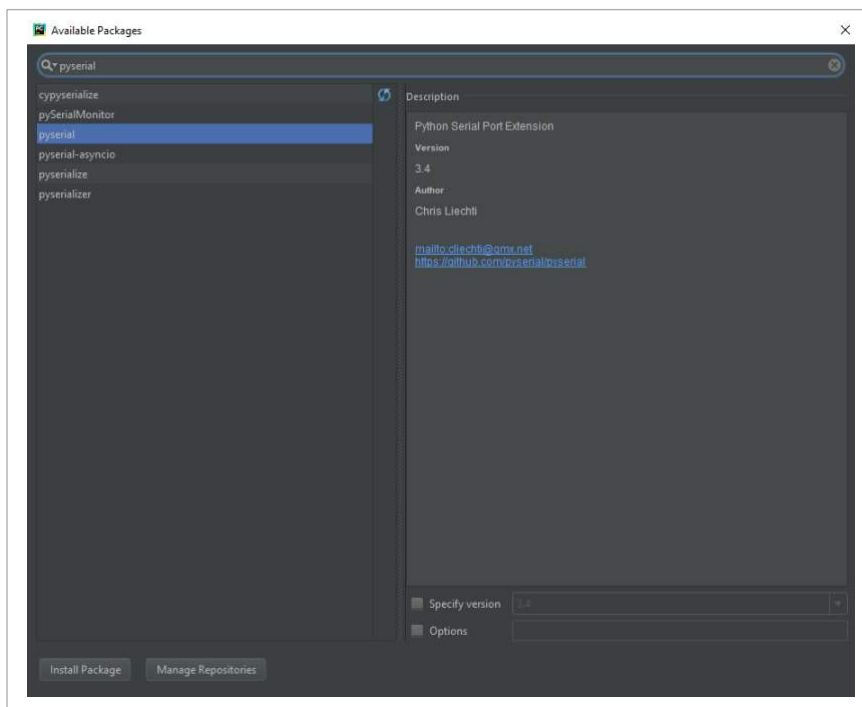 Available Packages
pyserial
cypyserialize
pySerialMonitor
pyserial
pyserial-asyncio
pyserialize
pyserializer
Description
Python Serial Port Extension
Version
3.4
Author
Chris Liechti
mailto:cliechti@gmx.net
https://github.com/pyserial/pyserial
Specify version
3.4
Options
Install Package
Manage Repositories